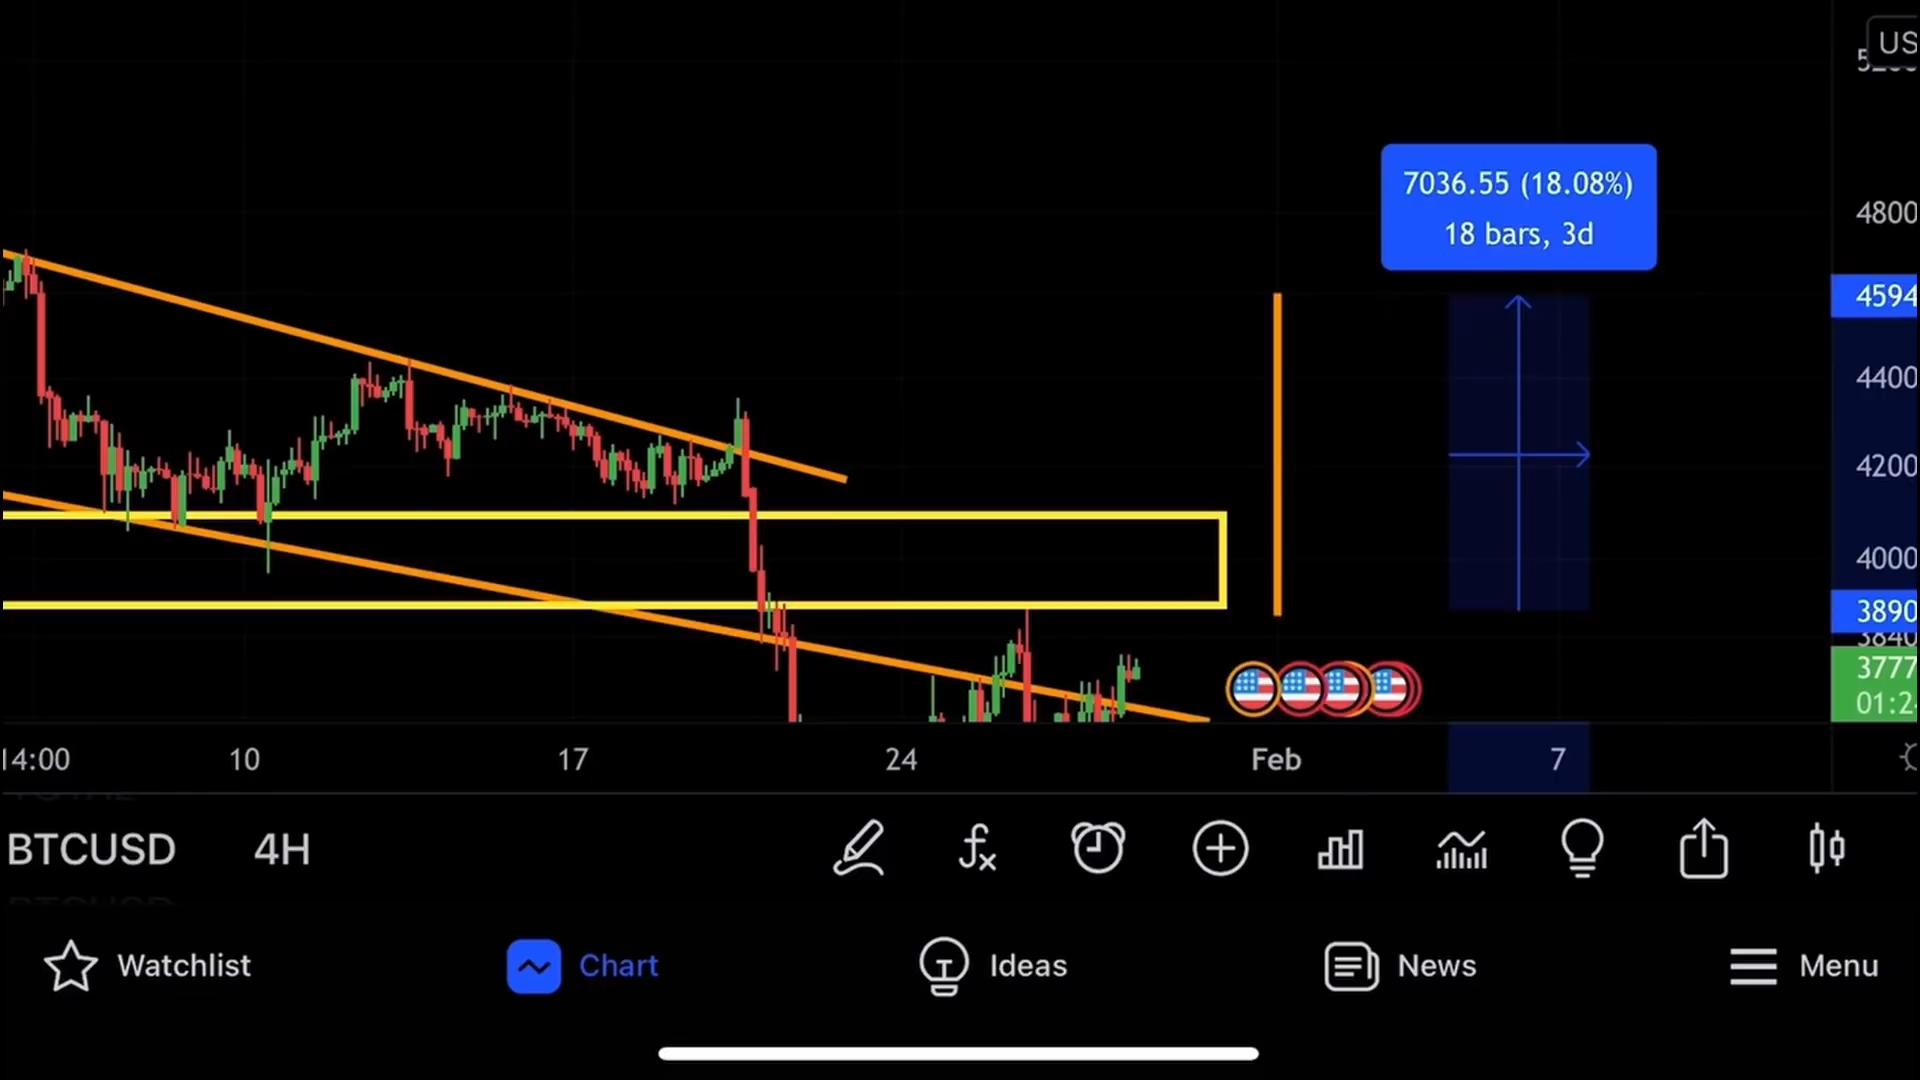 US
7036.55 (18.08%)
18 bars, 3d
4800
4594
4400
4200
4000
3890
3840
3777
01:2
14:00 10 17 24 Feb 7
BTCUSD 4H
Watchlist Chart Ideas News Menu